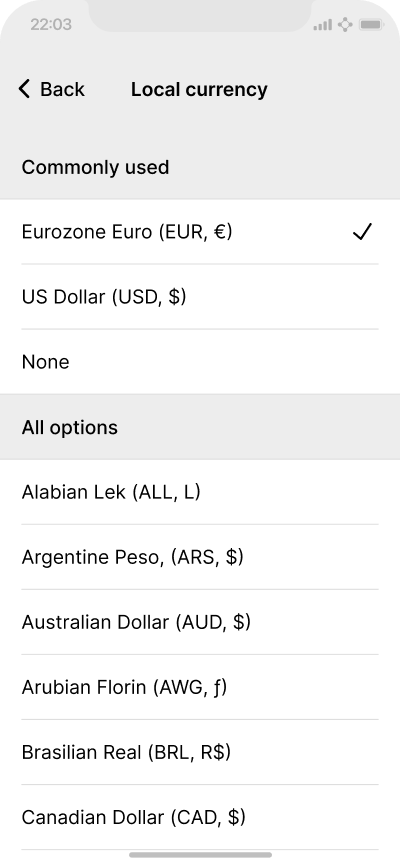 22:03
Back
Local currency
Commonly used
Eurozone Euro (EUR, €)
US Dollar (USD, $)
None
All options
Alabian Lek (ALL, L)
Argentine Peso, (ARS, $)
Australian Dollar (AUD, $)
Arubian Florin (AWG, ƒ)
Brasilian Real (BRL, R$)
Canadian Dollar (CAD, $)